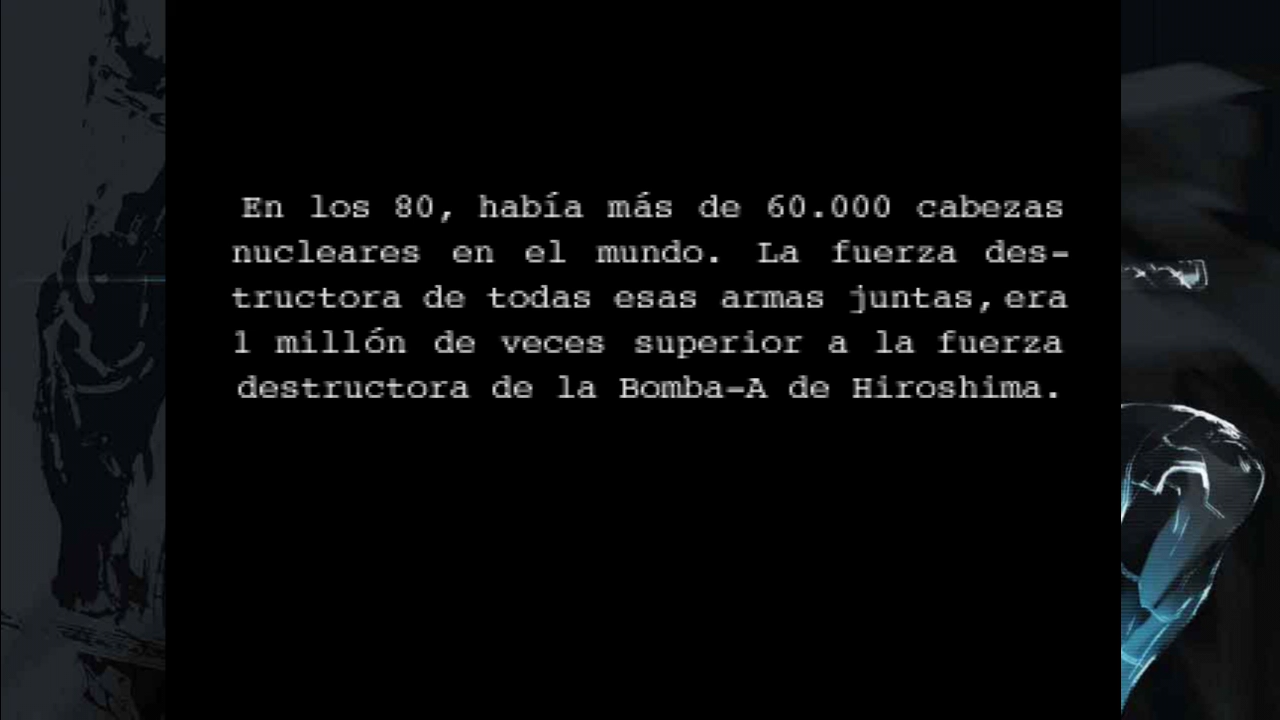 En los 80, había más de 60.000 cabezas
nucleares en el mundo. La fuerza des-
tructora de todas esas armas juntas, era
1 millón de veces superior a la fuerza
destructora de la Bomba-A de Hiroshima.